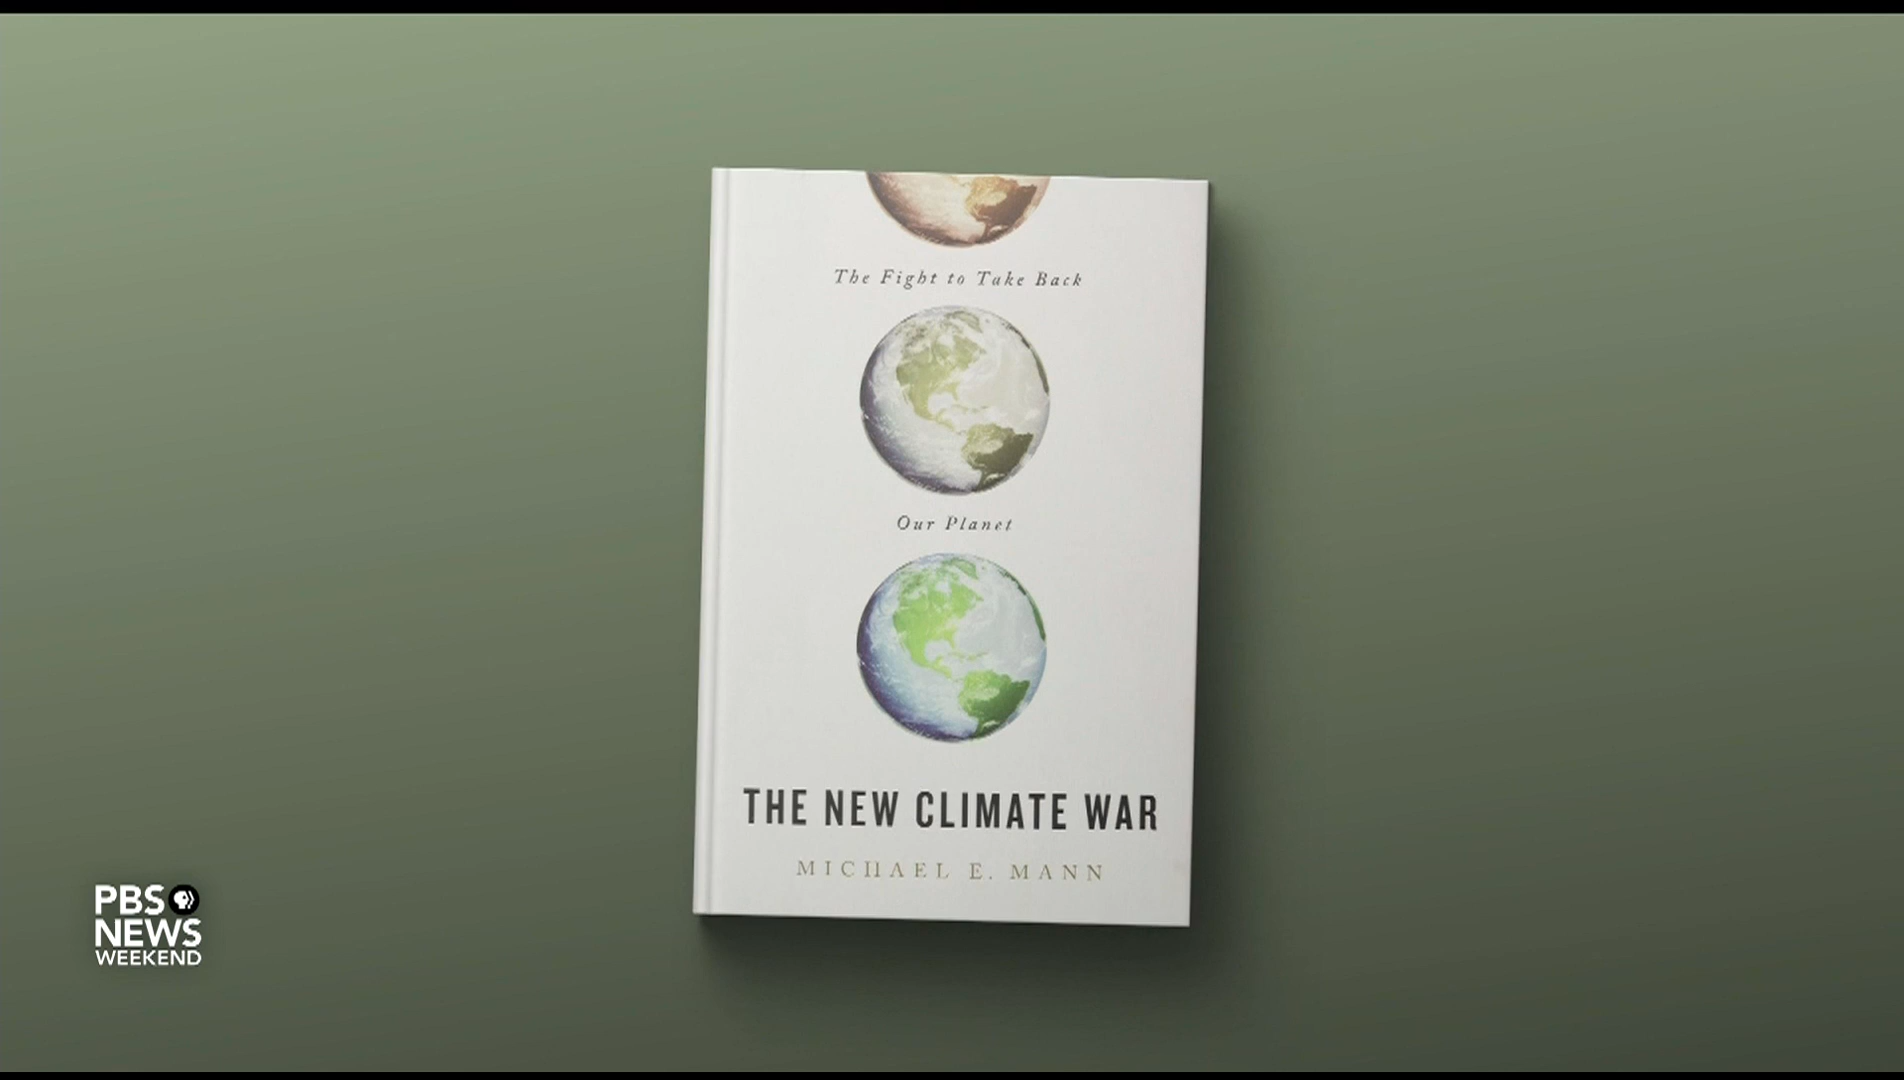 The Fight to Take Back
Our Planet
THE NEW CLIMATE WAR
MICHAEL E. MANN
PBS
NEWS
WEEKEND